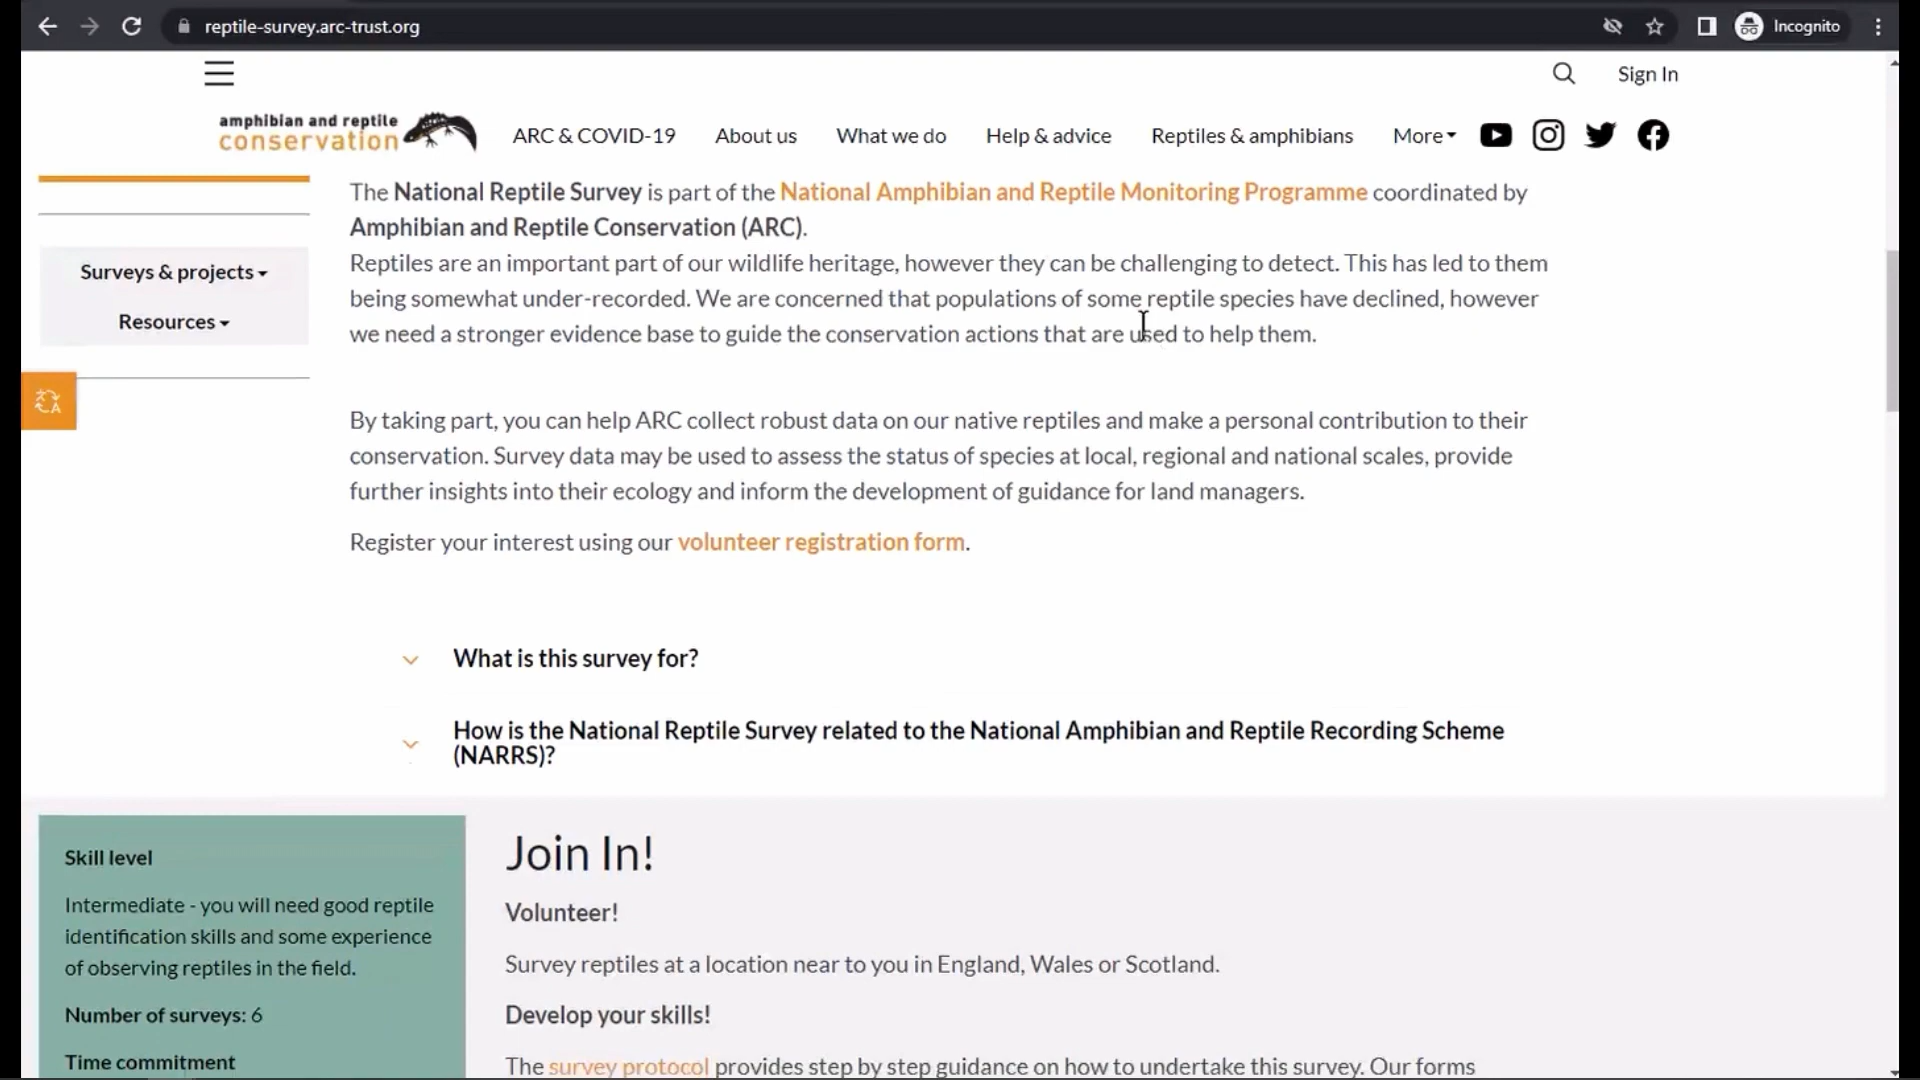 reptile-survey.arc-trust.org
Incognito
Sign In
amphibian and reptile
conservation
ARC & COVID-19
About us
What we do
Help & advice
Reptiles & amphibians
More
The National Reptile Survey is part of the National Amphibian and Reptile Monitoring Programme coordinated by
Amphibian and Reptile Conservation (ARC).
Reptiles are an important part of our wildlife heritage, however they can be challenging to detect. This has led to them
being somewhat under-recorded. We are concerned that populations of some reptile species have declined, however
we need a stronger evidence base to guide the conservation actions that are used to help them.
Surveys & projects
Resources
By taking part, you can help ARC collect robust data on our native reptiles and make a personal contribution to their
conservation. Survey data may be used to assess the status of species at local, regional and national scales, provide
further insights into their ecology and inform the development of guidance for land managers.
Register your interest using our volunteer registration form.
What is this survey for?
How is the National Reptile Survey related to the National Amphibian and Reptile Recording Scheme
(NARRS)?
Skill level
Intermediate - you will need good reptile
identification skills and some experience
of observing reptiles in the field.
Number of surveys: 6
Time commitment
Join In!
Volunteer!
Survey reptiles at a location near to you in England, Wales or Scotland.
Develop your skills!
The survey protocol provides step by step guidance on how to undertake this survey. Our forms